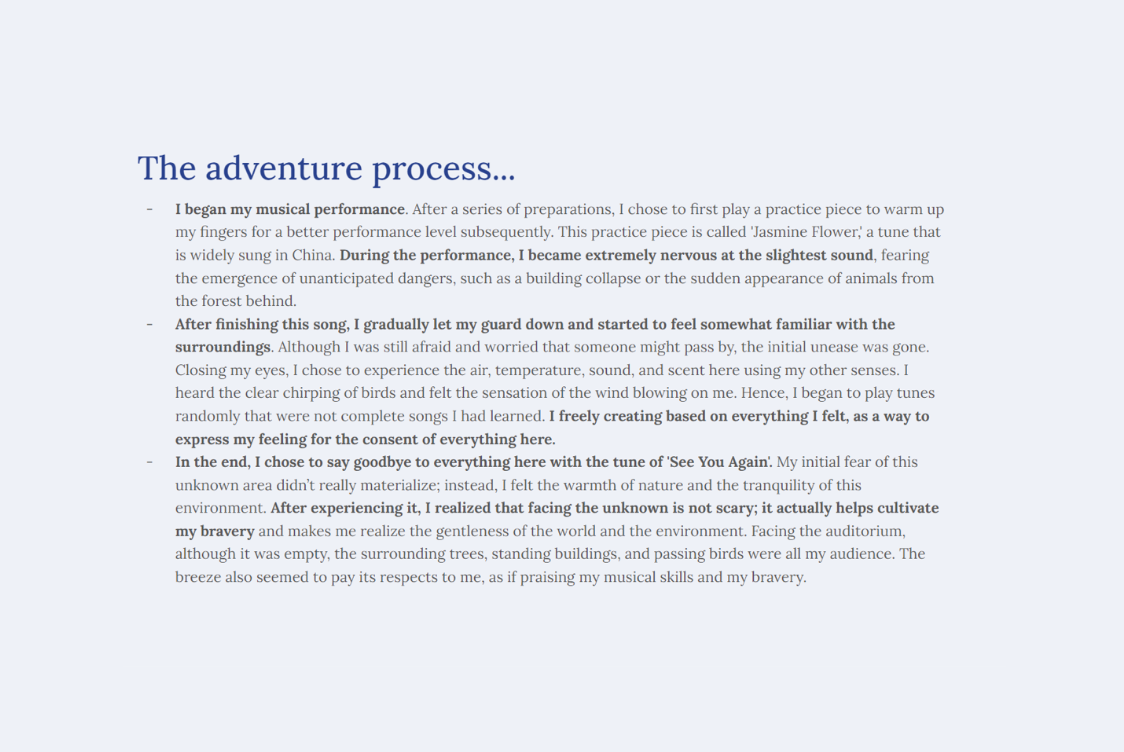 The adventure process...
- I began my musical performance. After a series of preparations, I chose to first play a practice piece to warm up
my fingers for a better performance level subsequently. This practice piece is called 'Jasmine Flower,' a tune that
is widely sung in China. During the performance, I became extremely nervous at the slightest sound, fearing
the emergence of unanticipated dangers, such as a building collapse or the sudden appearance of animals from
the forest behind.
- After finishing this song, I gradually let my guard down and started to feel somewhat familiar with the
surroundings. Although I was still afraid and worried that someone might pass by, the initial unease was gone.
Closing my eyes, I chose to experience the air, temperature, sound, and scent here using my other senses. I
heard the clear chirping of birds and felt the sensation of the wind blowing on me. Hence, I began to play tunes
randomly that were not complete songs I had learned. I freely creating based on everything I felt, as a way to
express my feeling for the consent of everything here.
- In the end, I chose to say goodbye to everything here with the tune of 'See You Again'. My initial fear of this
unknown area didn't really materialize; instead, I felt the warmth of nature and the tranquility of this
environment. After experiencing it, I realized that facing the unknown is not scary; it actually helps cultivate
my bravery and makes me realize the gentleness of the world and the environment. Facing the auditorium,
although it was empty, the surrounding trees, standing buildings, and passing birds were all my audience. The
breeze also seemed to pay its respects to me, as if praising my musical skills and my bravery.